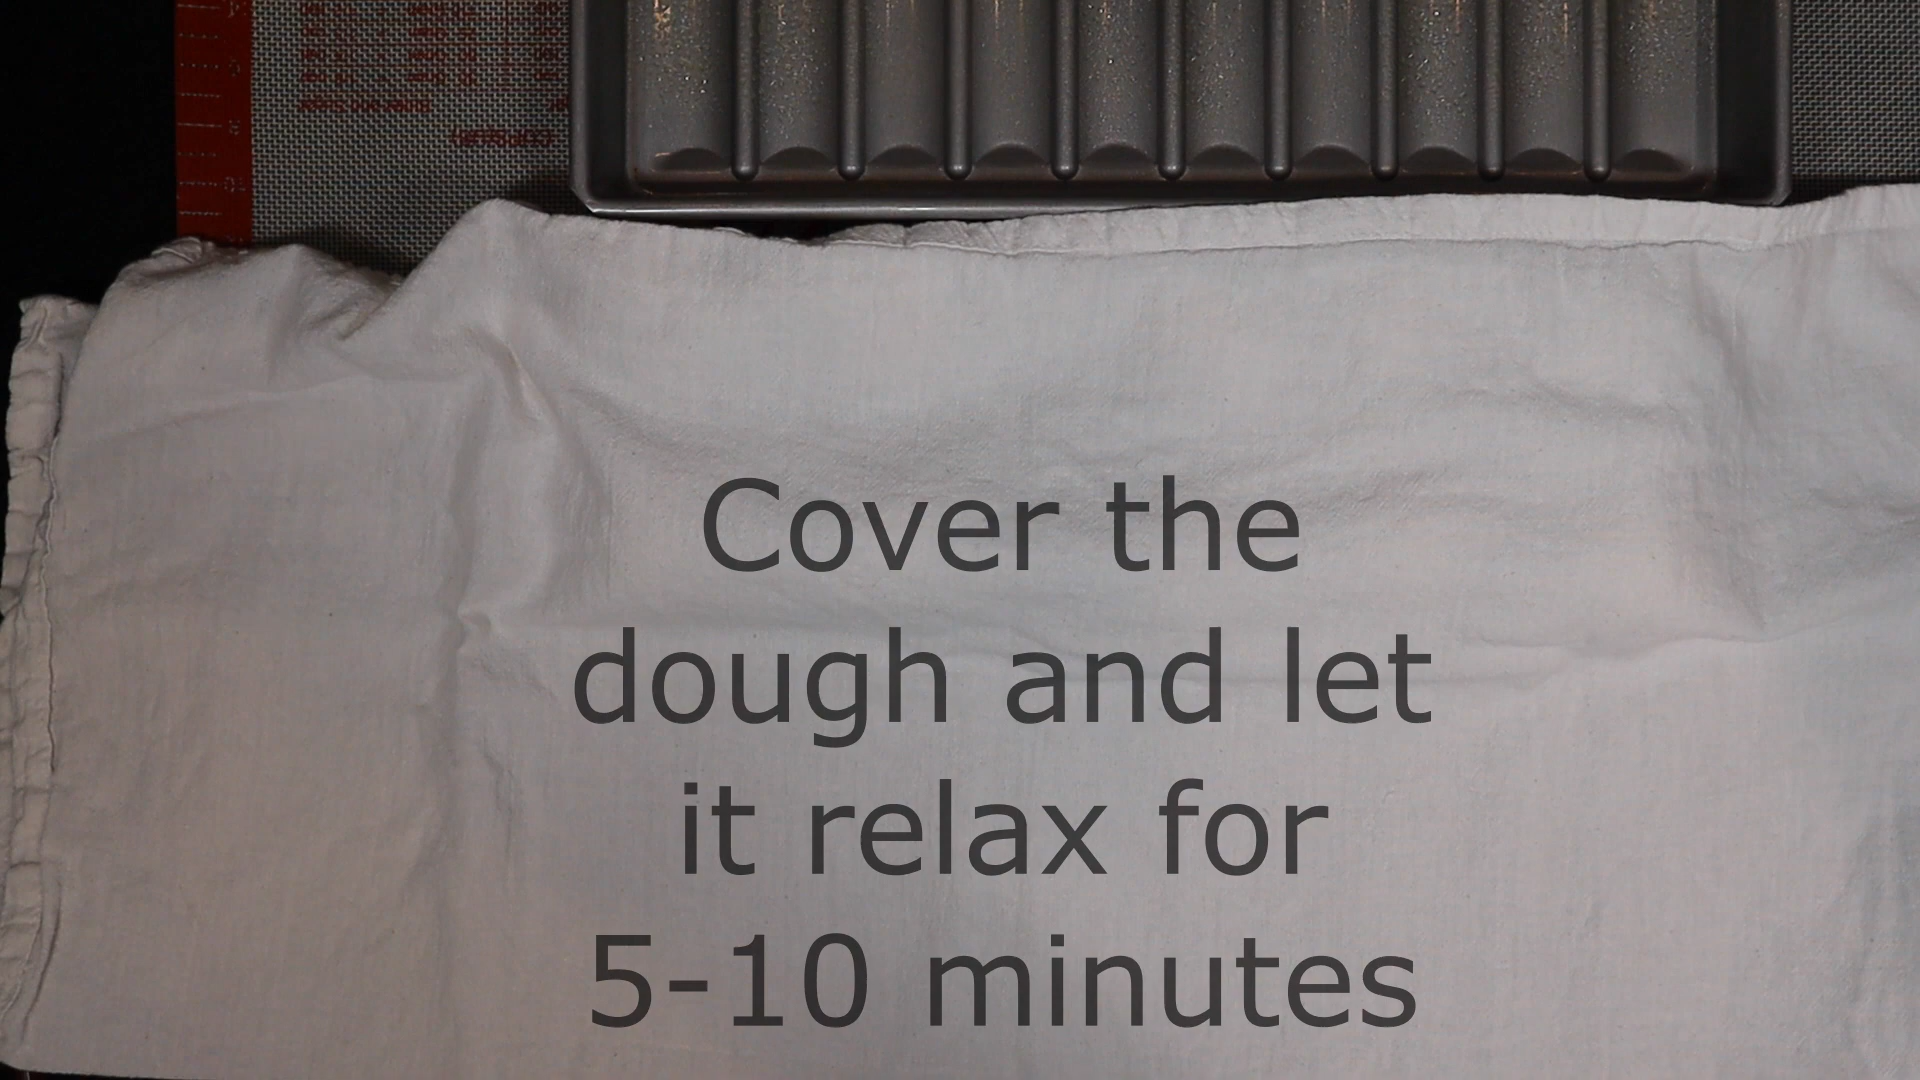 Cover the
dough and let
it relax for
5-10 minutes